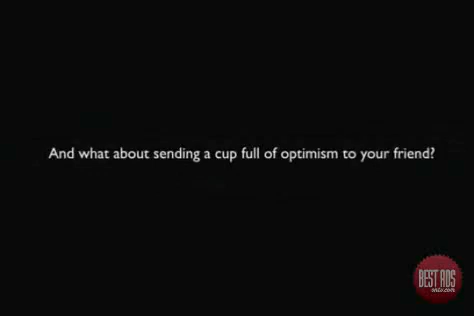 And what about sending a cup full of optimism to your friend?
BEST ADS